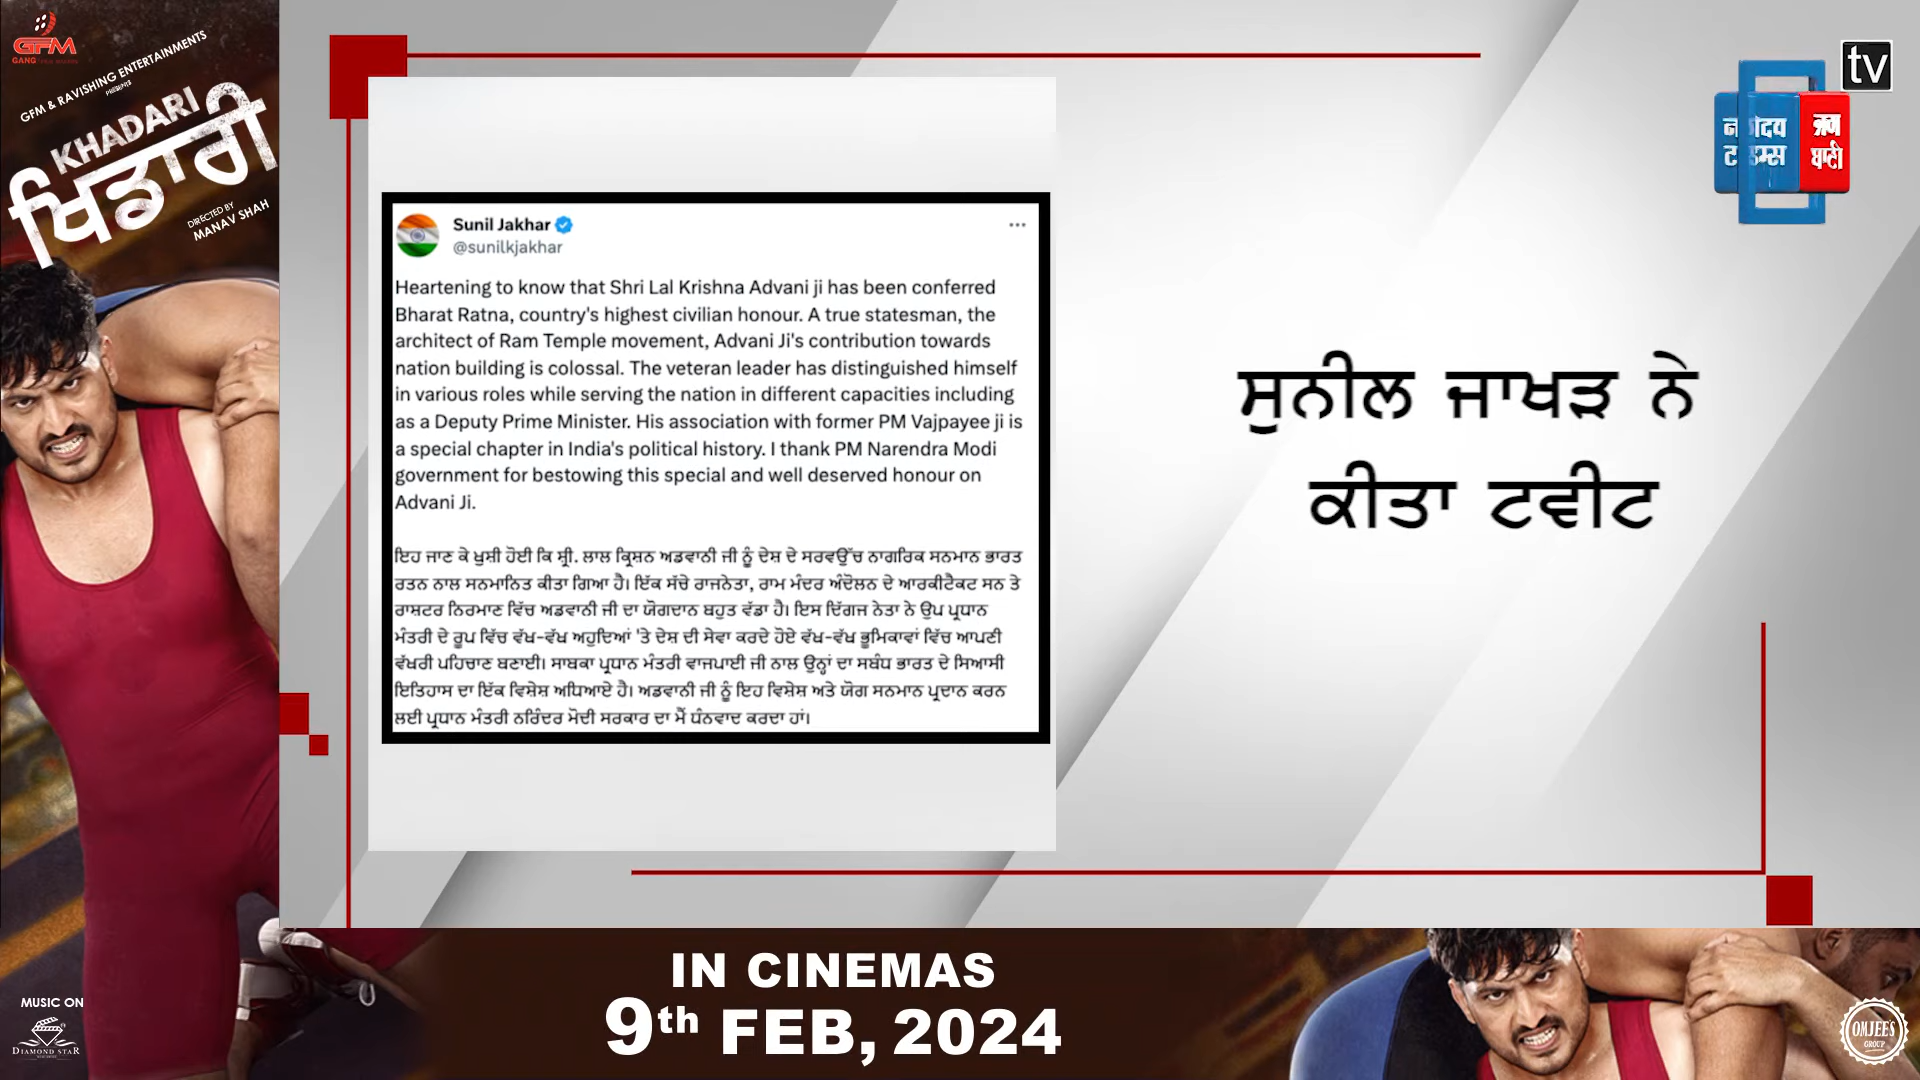 GFM
GFM & RAVISHING ENTERTAINMENTS
PRESENTS
KHADARI
ਖਿਡਾਰੀ
DIRECTED BY
MANAV SHAH
Sunil Jakhar
@sunilkjakhar
Heartening to know that Shri Lal Krishna Advani ji has been conferred
Bharat Ratna, country's highest civilian honour. A true statesman, the
architect of Ram Temple movement, Advani Ji's contribution towards
nation building is colossal. The veteran leader has distinguished himself
in various roles while serving the nation in different capacities including
as a Deputy Prime Minister. His association with former PM Vajpayee ji is
a special chapter in India's political history. I thank PM Narendra Modi
government for bestowing this special and well deserved honour on
Advani Ji.
ਇਹ ਜਾਣ ਕੇ ਖੁਸ਼ੀ ਹੋਈ ਕਿ ਸ਼੍ਰੀ. ਲਾਲ ਕ੍ਰਿਸ਼ਨ ਅਡਵਾਨੀ ਜੀ ਨੂੰ ਦੇਸ਼ ਦੇ ਸਰਵਉੱਚ ਨਾਗਰਿਕ ਸਨਮਾਨ ਭਾਰਤ
ਰਤਨ ਨਾਲ ਸਨਮਾਨਿਤ ਕੀਤਾ ਗਿਆ ਹੈ। ਇੱਕ ਸੱਚੇ ਰਾਜਨੇਤਾ, ਰਾਮ ਮੰਦਰ ਅੰਦੋਲਨ ਦੇ ਆਰਕੀਟੈਕਟ ਸਨ ਤੇ
ਰਾਸ਼ਟਰ ਨਿਰਮਾਣ ਵਿੱਚ ਅਡਵਾਨੀ ਜੀ ਦਾ ਯੋਗਦਾਨ ਬਹੁਤ ਵੱਡਾ ਹੈ। ਇਸ ਦਿੱਗਜ ਨੇਤਾ ਨੇ ਉਪ ਪ੍ਰਧਾਨ
ਮੰਤਰੀ ਦੇ ਰੂਪ ਵਿੱਚ ਵੱਖ-ਵੱਖ ਅਹੁਦਿਆਂ 'ਤੇ ਦੇਸ਼ ਦੀ ਸੇਵਾ ਕਰਦੇ ਹੋਏ ਵੱਖ-ਵੱਖ ਭੂਮਿਕਾਵਾਂ ਵਿੱਚ ਆਪਣੀ
ਵੱਖਰੀ ਪਹਿਚਾਣ ਬਣਾਈ। ਸਾਬਕਾ ਪ੍ਰਧਾਨ ਮੰਤਰੀ ਵਾਜਪਾਈ ਜੀ ਨਾਲ ਉਨ੍ਹਾਂ ਦਾ ਸਬੰਧ ਭਾਰਤ ਦੇ ਸਿਆਸੀ
ਇਤਿਹਾਸ ਦਾ ਇੱਕ ਵਿਸ਼ੇਸ਼ ਅਧਿਆਏ ਹੈ। ਅਡਵਾਨੀ ਜੀ ਨੂੰ ਇਹ ਵਿਸ਼ੇਸ਼ ਅਤੇ ਯੋਗ ਸਨਮਾਨ ਪ੍ਰਦਾਨ ਕਰਨ
ਲਈ ਪ੍ਰਧਾਨ ਮੰਤਰੀ ਨਰਿੰਦਰ ਮੋਦੀ ਸਰਕਾਰ ਦਾ ਮੈਂ ਧੰਨਵਾਦ ਕਰਦਾ ਹਾਂ।
tv
ਜਗ
ਬਾਣੀ
ਸੁਨੀਲ ਜਾਖੜ ਨੇ
ਕੀਤਾ ਟਵੀਟ
MUSIC ON
DIAMOND STAR
IN CINEMAS
9th FEB, 2024
OMJEE'S
GROUP